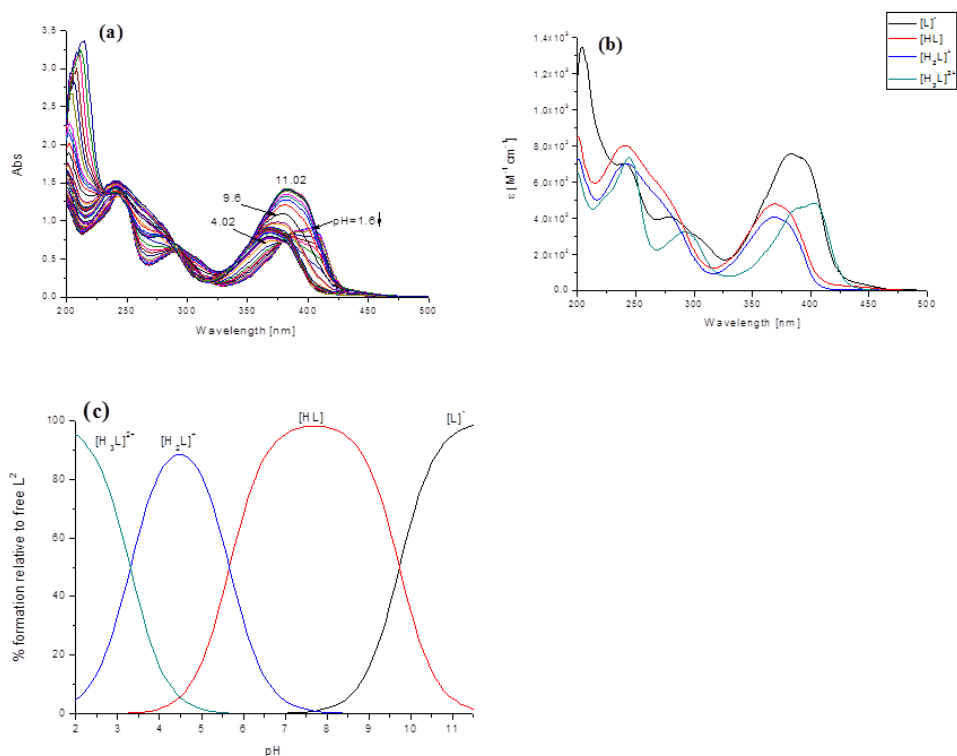 (a)
3.5
3.0
2.5
2.0
1.5
1.0
0.5
0.0
Abs
11.02
9.6
4.02
pH=1.6
200 250 300 350 400 450 500
Wavelength [nm]
(b)
[L]⁻
[HL]
[H₂L]⁺
[H₃L]²⁺
0.0
200 250 300 350 400 450 500
Wavelength [nm]
(c)
100
80
60
40
20
0
% formation relative to free L²
[H₃L]²⁺ [H₂L]⁺ [HL] [L]⁻
2 3 4 5 6 7 8 9 10 11
pH